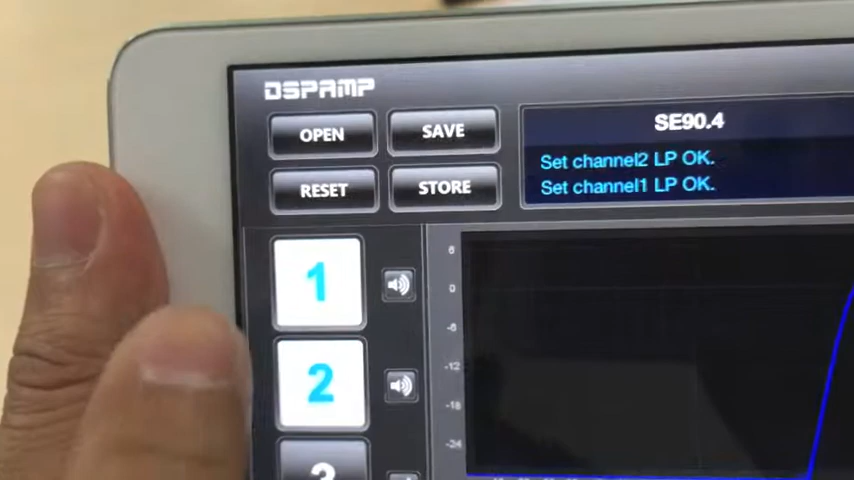 DSPAMP
OPEN
SAVE
RESET
STORE
SE90.4
Set channel2 LP OK.
Set channel1 LP OK.
1
2
3
6
0
-6
-12
-18
-24